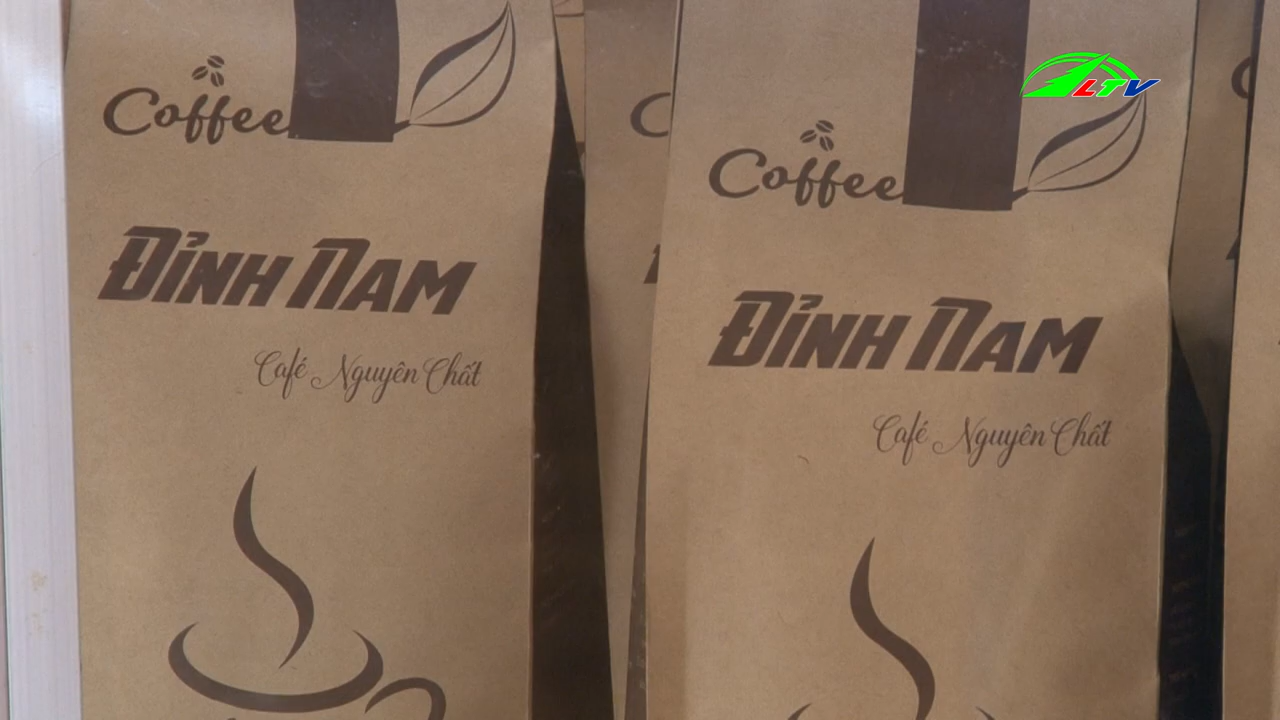 Coffee
ĐỈNH NAM
Café Nguyên Chất
LTV
Coffee
ĐỈNH NAM
Café Nguyên Chất